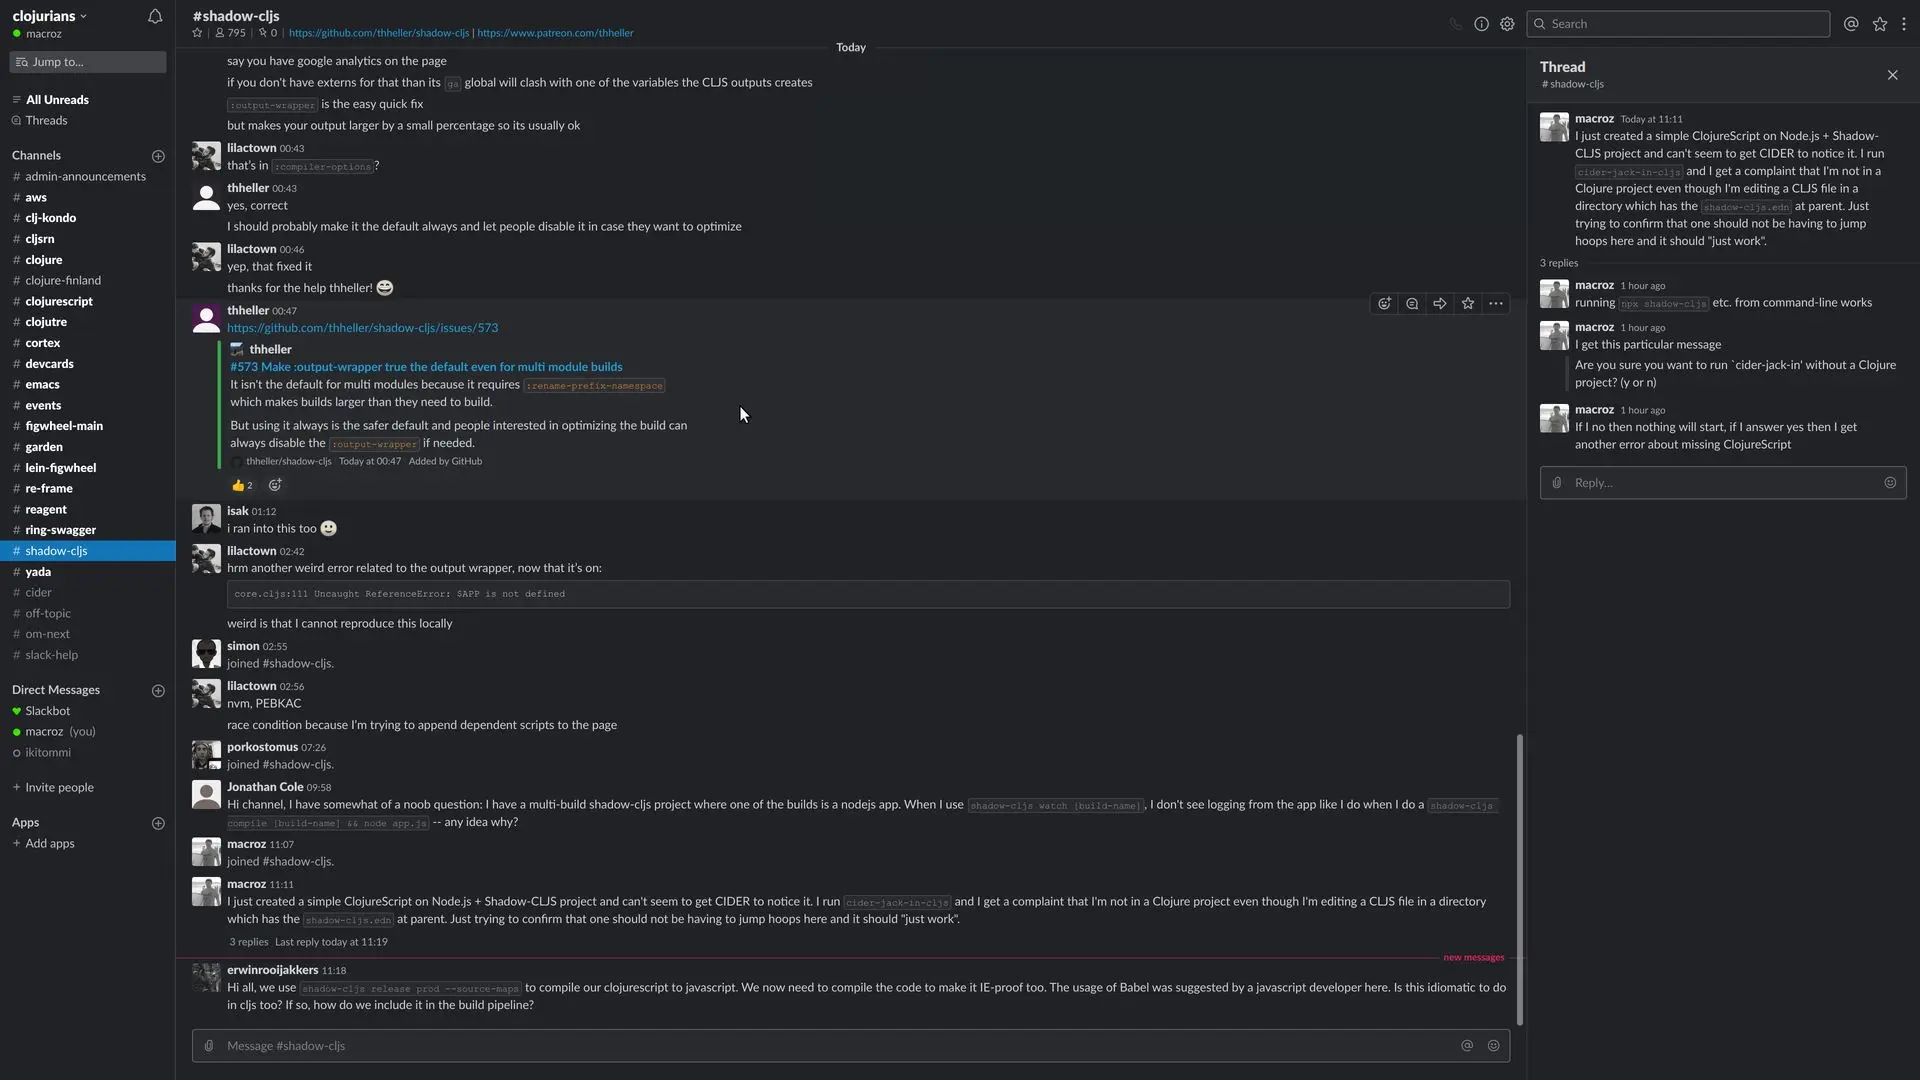 clojurians
macroz
Jump to...
All Unreads
Threads
Channels
# admin-announcements
# aws
# clj-kondo
# cljsrn
# clojure
# clojure-finland
# clojurescript
# clojutre
# cortex
# devcards
# emacs
# events
# figwheel-main
# garden
# lein-figwheel
# re-frame
# reagent
# ring-swagger
# shadow-cljs
# yada
# cider
# off-topic
# om-next
# slack-help
Direct Messages
Slackbot
macroz (you)
ikitommi
+ Invite people
Apps
+ Add apps
#shadow-cljs
795 | 0 | https://github.com/thheller/shadow-cljs | https://www.patreon.com/thheller
Search
Today
say you have google analytics on the page
if you don't have externs for that than its ga global will clash with one of the variables the CLJS outputs creates
:output-wrapper is the easy quick fix
but makes your output larger by a small percentage so its usually ok
lilactown 00:43
that's in :compiler-options?
thheller 00:43
yes, correct
I should probably make it the default always and let people disable it in case they want to optimize
lilactown 00:46
yep, that fixed it
thanks for the help thheller! 😄
thheller 00:47
https://github.com/thheller/shadow-cljs/issues/573
thheller
#573 Make :output-wrapper true the default even for multi module builds
It isn't the default for multi modules because it requires :rename-prefix-namespace
which makes builds larger than they need to build.
But using it always is the safer default and people interested in optimizing the build can
always disable the :output-wrapper if needed.
thheller/shadow-cljs Today at 00:47 Added by GitHub
👍 2
isak 01:12
i ran into this too 🙂
lilactown 02:42
hrm another weird error related to the output wrapper, now that it's on:
core.cljs:111 Uncaught ReferenceError: $APP is not defined
weird is that I cannot reproduce this locally
simon 02:55
joined #shadow-cljs.
lilactown 02:56
nvm, PEBKAC
race condition because I'm trying to append dependent scripts to the page
porkostomus 07:26
joined #shadow-cljs.
Jonathan Cole 09:58
Hi channel, I have somewhat of a noob question: I have a multi-build shadow-cljs project where one of the builds is a nodejs app. When I use shadow-cljs watch [build-name], I don't see logging from the app like I do when I do a shadow-cljs
compile [build-name] && node app.js -- any idea why?
macroz 11:07
joined #shadow-cljs.
macroz 11:11
I just created a simple ClojureScript on Node.js + Shadow-CLJS project and can't seem to get CIDER to notice it. I run cider-jack-in-cljs and I get a complaint that I'm not in a Clojure project even though I'm editing a CLJS file in a directory
which has the shadow-cljs.edn at parent. Just trying to confirm that one should not be having to jump hoops here and it should "just work".
3 replies Last reply today at 11:19
new messages
erwinrooijakkers 11:18
Hi all, we use shadow-cljs release prod --source-maps to compile our clojurescript to javascript. We now need to compile the code to make it IE-proof too. The usage of Babel was suggested by a javascript developer here. Is this idiomatic to do
in cljs too? If so, how do we include it in the build pipeline?
Message #shadow-cljs
Thread
# shadow-cljs
macroz Today at 11:11
I just created a simple ClojureScript on Node.js + Shadow-
CLJS project and can't seem to get CIDER to notice it. I run
cider-jack-in-cljs and I get a complaint that I'm not in a
Clojure project even though I'm editing a CLJS file in a
directory which has the shadow-cljs.edn at parent. Just
trying to confirm that one should not be having to jump
hoops here and it should "just work".
3 replies
macroz 1 hour ago
running npx shadow-cljs etc. from command-line works
macroz 1 hour ago
I get this particular message
Are you sure you want to run `cider-jack-in' without a Clojure
project? (y or n)
macroz 1 hour ago
If I no then nothing will start, if I answer yes then I get
another error about missing ClojureScript
Reply...